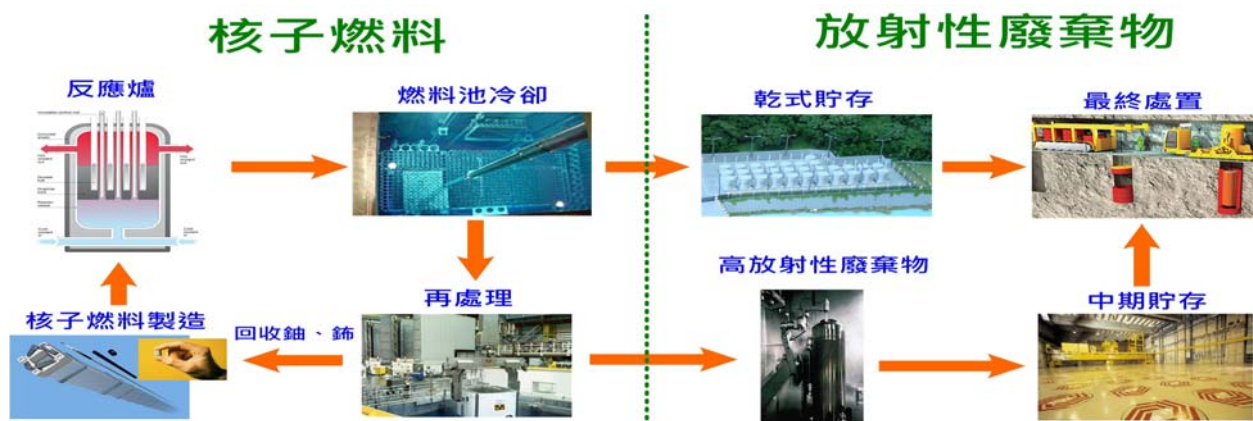 核子燃料
放射性廢棄物
反應爐
燃料池冷卻
乾式貯存
最終處置
核子燃料製造
回收鈾、鈽
再處理
高放射性廢棄物
中期貯存